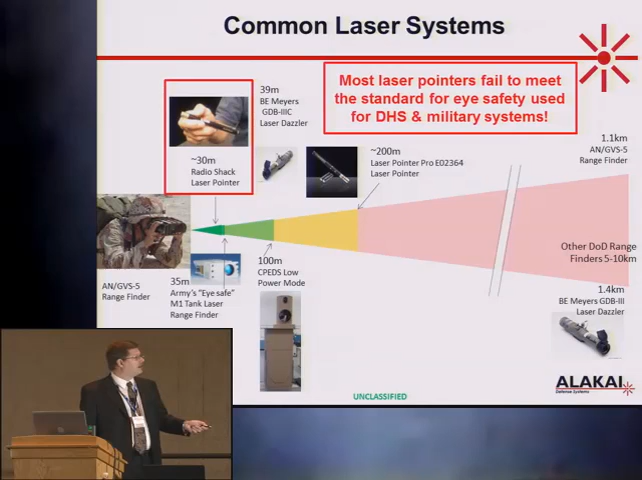 Common Laser Systems
39m
BE Meyers
GDB-IIIC
Laser Dazzler
Most laser pointers fail to meet
the standard for eye safety used
for DHS & military systems!
~30m
Radio Shack
Laser Pointer
~200m
Laser Pointer Pro E02364
Laser Pointer
1.1km
AN/GVS-5
Range Finder
Other DoD Range
Finders 5-10km
AN/GVS-5
Range Finder
35m
Army's "Eye safe"
M1 Tank Laser
Range Finder
100m
CPEDS Low
Power Mode
1.4km
BE Meyers GDB-III
Laser Dazzler
ALAKAI
Defense Systems
UNCLASSIFIED